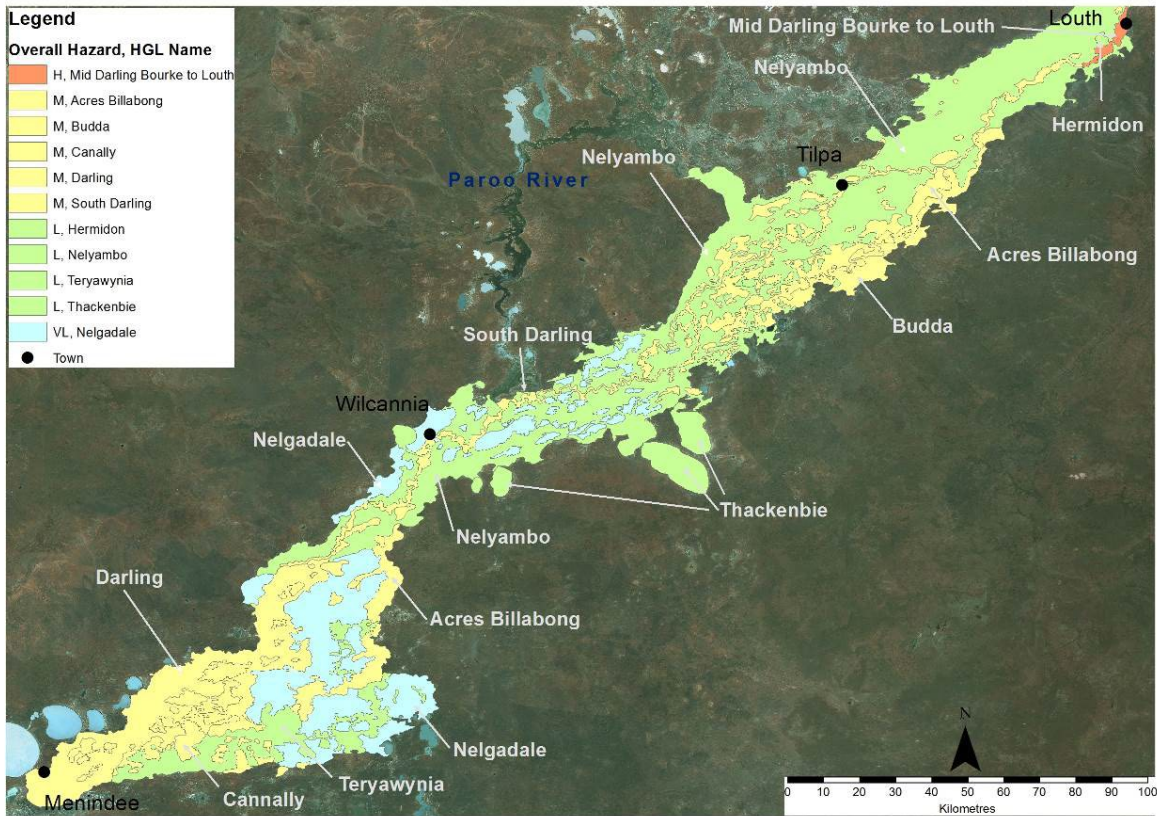 Legend
Overall Hazard, HGL Name
H, Mid Darling Bourke to Louth
M, Acres Billabong
M, Budda
M, Canally
M, Darling
M, South Darling
L, Hermidon
L, Nelyambo
L, Teryawynia
L, Thackenbie
VL, Nelgadale
Town
Louth
Mid Darling Bourke to Louth
Nelyambo
Hermidon
Tilpa
Nelyambo
Paroo River
Acres Billabong
Budda
South Darling
Wilcannia
Nelgadale
Thackenbie
Nelyambo
Darling
Acres Billabong
Nelgadale
Teryawynia
Cannally
Menindee
N
0 10 20 30 40 50 60 70 80 90 100
Kilometres